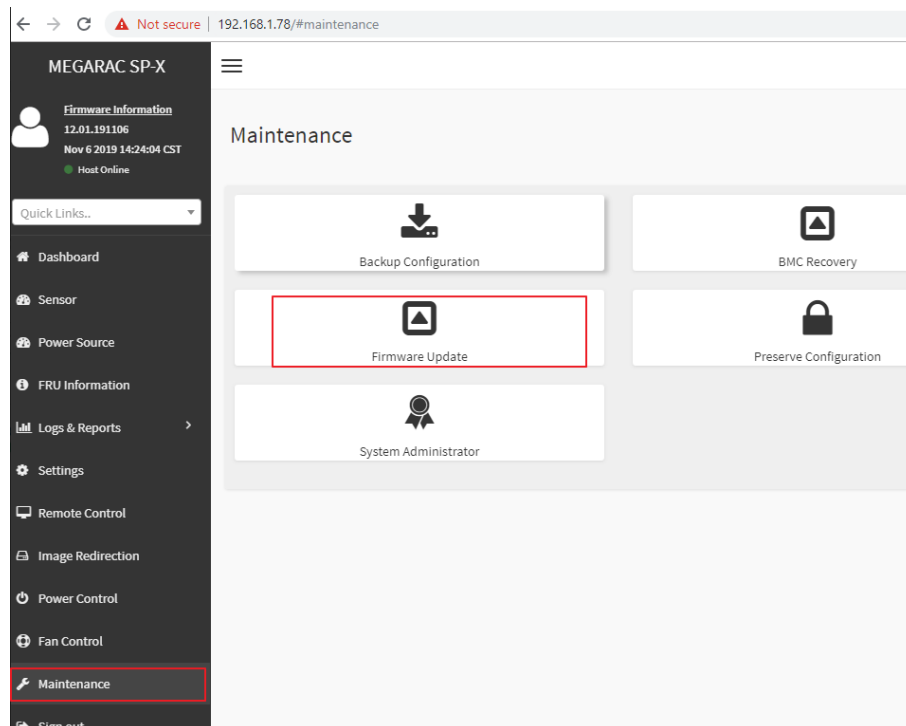 Not secure | 192.168.1.78/#maintenance
MEGARAC SP-X
Firmware Information
12.01.191106
Nov 6 2019 14:24:04 CST
Host Online
Quick Links..
Dashboard
Sensor
Power Source
FRU Information
Logs & Reports
Settings
Remote Control
Image Redirection
Power Control
Fan Control
Maintenance
Sign out
Maintenance
Backup Configuration
BMC Recovery
Firmware Update
Preserve Configuration
System Administrator